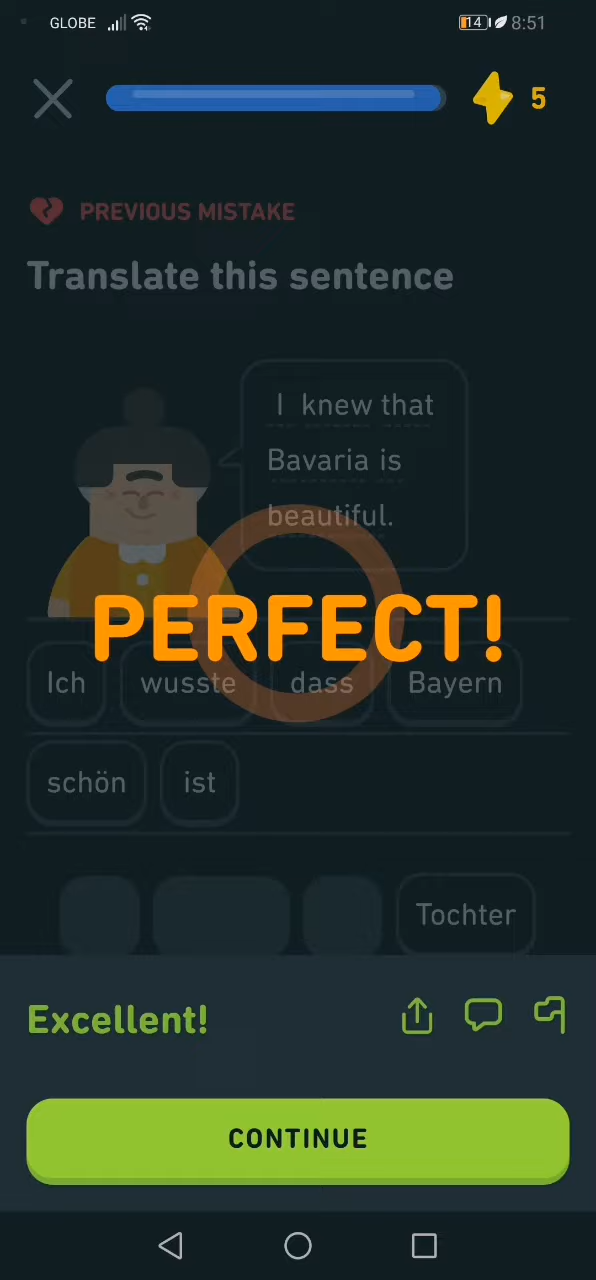 GLOBE 14 8:51
5
PREVIOUS MISTAKE
Translate this sentence
I knew that
Bavaria is
beautiful.
PERFECT!
Ich wusste dass Bayern
schön ist
Tochter
Excellent!
CONTINUE